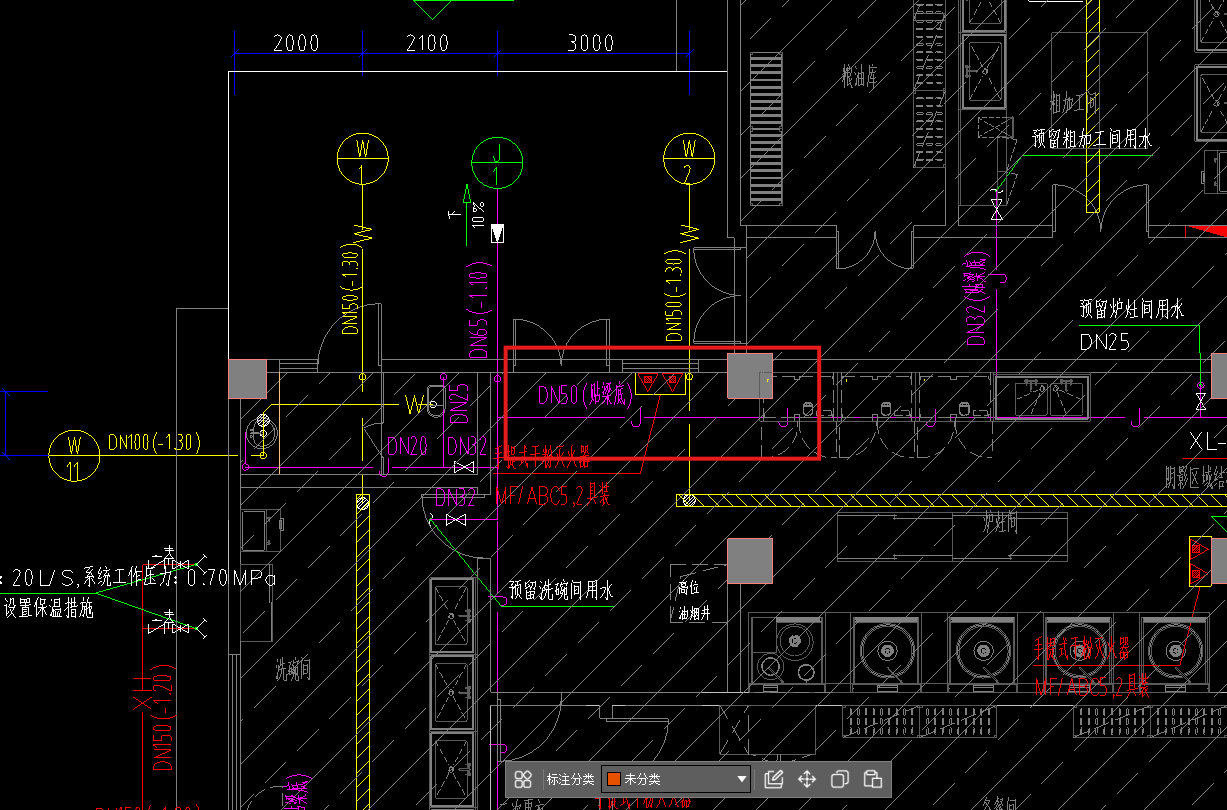 2000
2100
3000
粮油库
粗加工间
预留粗加工间用水
W
1
J
1
W
2
下
10%
W
W
DN150(-1.30)
DN65(-1.10)
DN150(-1.30)
DN32(贴梁底)
J
预留炉灶间用水
DN25
DN50(贴梁底)
J
W
DN25
DN20
DN32
DN32
W
11
DN100(-1.30)
手提式干粉灭火器
MF/ABC5,2具装
XL-
阴影区域结
炉灶间
: 20L/S,系统工作压力: 0.70MPa
设置保温措施
预留洗碗间用水
高位
油烟井
洗碗间
XH
DN150(-1.20)
手提式干粉灭火器
MF/ABC5,2具装
贴梁底)
标注分类
未分类